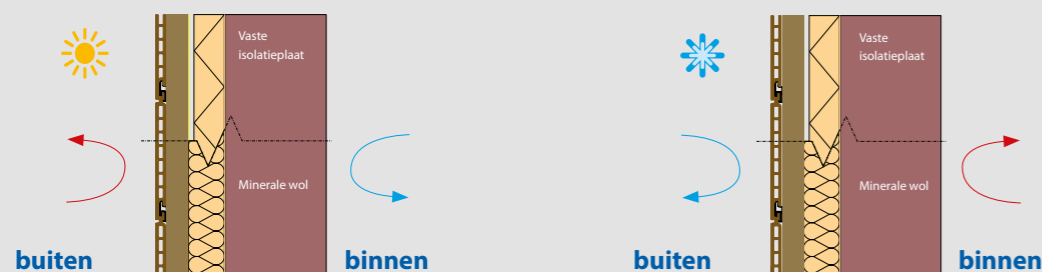 Vaste
isolatieplaat
Minerale wol
buiten
binnen
Vaste
isolatieplaat
Minerale wol
buiten
binnen